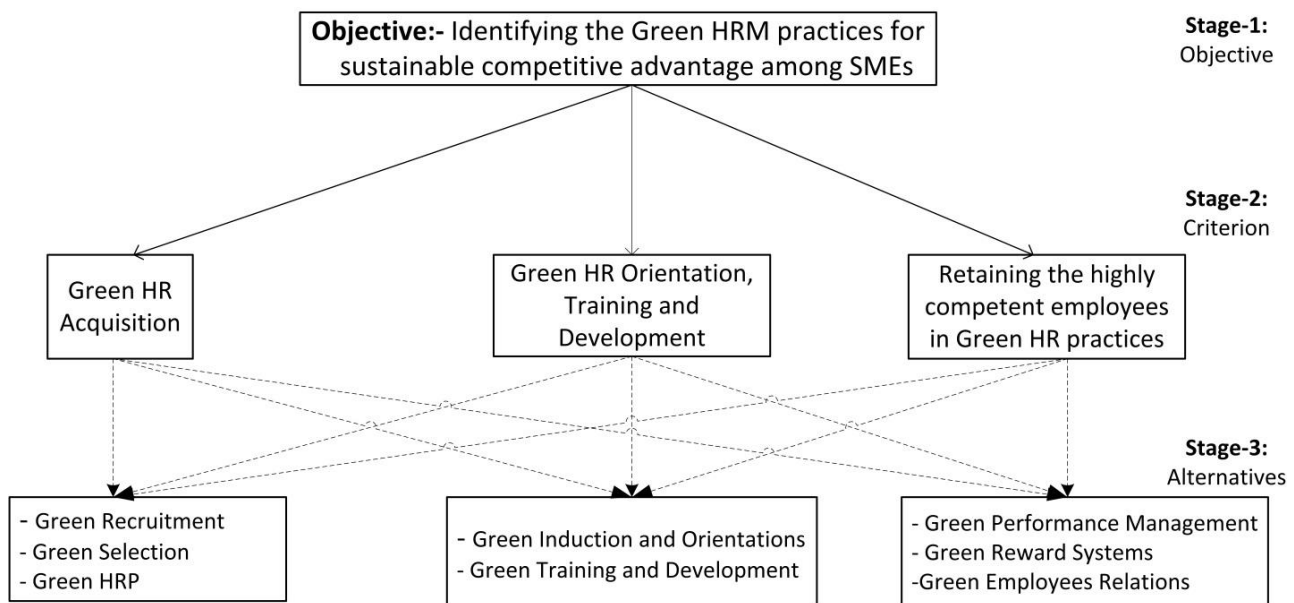 Objective:- Identifying the Green HRM practices for
sustainable competitive advantage among SMEs
Stage-1:
Objective
Stage-2:
Criterion
Green HR
Acquisition
Green HR Orientation,
Training and
Development
Retaining the highly
competent employees
in Green HR practices
Stage-3:
Alternatives
- Green Recruitment
- Green Selection
- Green HRP
- Green Induction and Orientations
- Green Training and Development
- Green Performance Management
- Green Reward Systems
-Green Employees Relations